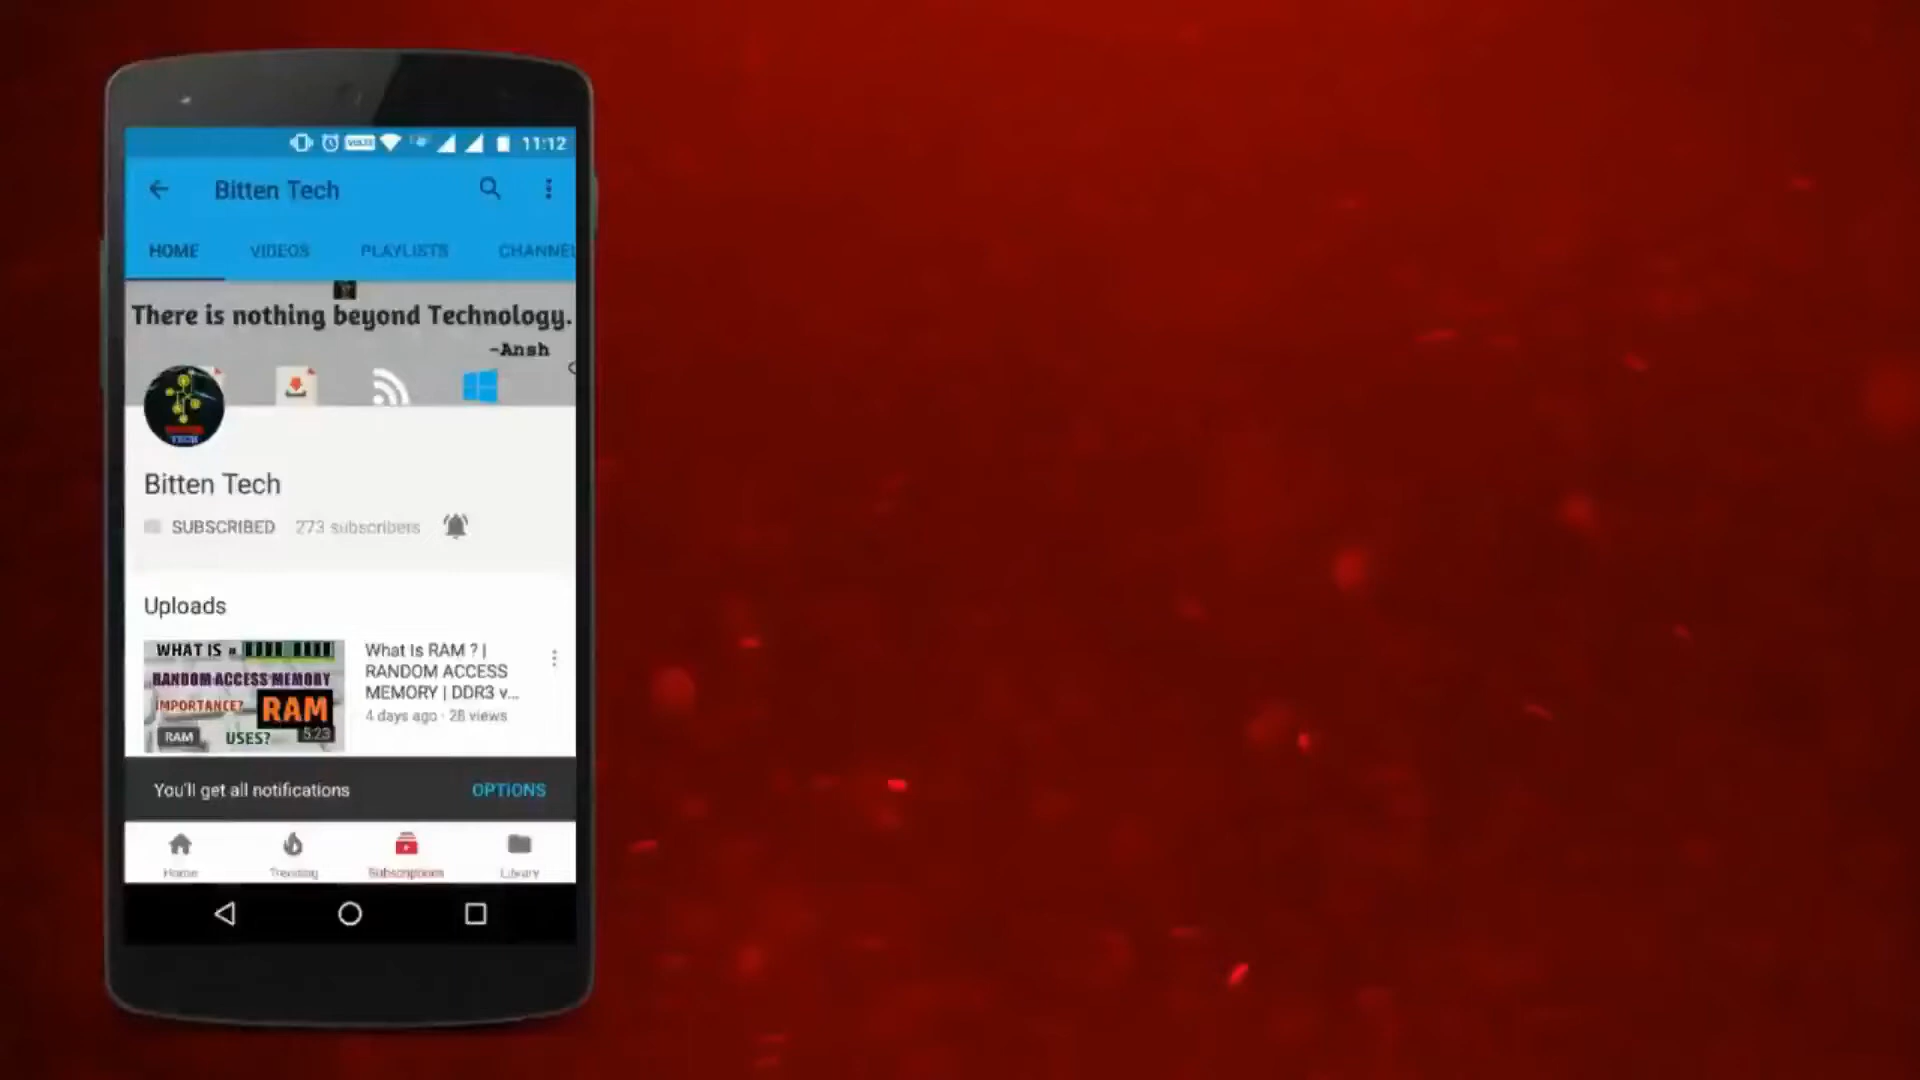 VOLTE 11:12
Bitten Tech
HOME VIDEOS PLAYLISTS CHANNEL
There is nothing beyond Technology.
-Ansh
TECH
Bitten Tech
SUBSCRIBED 273 subscribers
Uploads
WHAT IS
RANDOM ACCESS MEMORY
IMPORTANCE? RAM
RAM USES? 5:23
What Is RAM ? |
RANDOM ACCESS
MEMORY | DDR3 v...
4 days ago · 28 views
You'll get all notifications OPTIONS
Home Trending Subscriptions Library